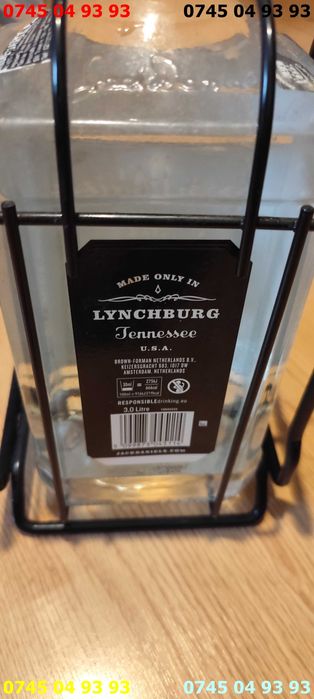 0745 04 93 93 0745 04 93 93
MADE ONLY IN
LYNCHBURG
Tennessee
U.S.A.
BROWN-FORMAN NETHERLANDS B.V.
KEIZERSGRACHT 683, 1017 DW
AMSTERDAM, NETHERLANDS
RESPONSIBLEdrinking.eu
3.0 Litre
JACKDANIELS.COM
0745 04 93 93 0745 04 93 93